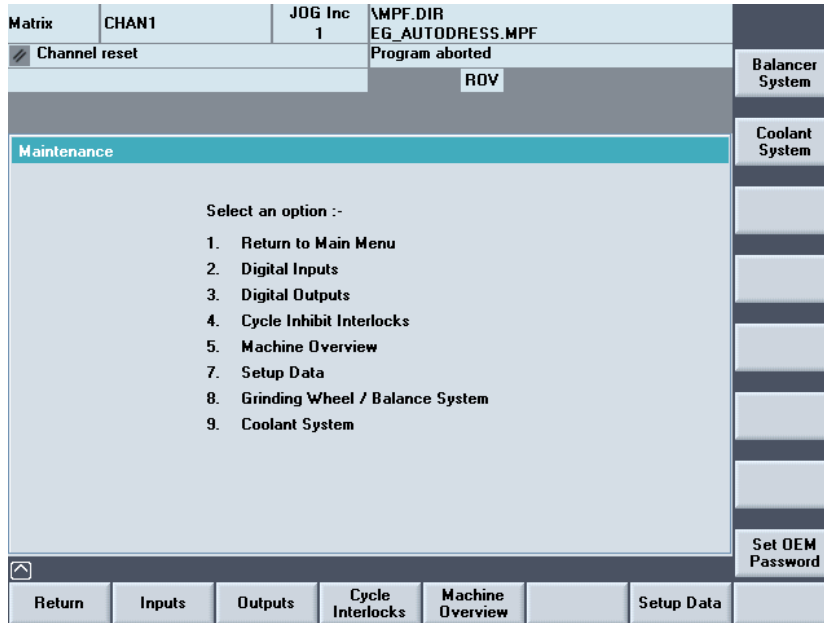 Matrix
CHAN1
JOG Inc
1
\MPF.DIR
EG_AUTODRESS.MPF
Channel reset
Program aborted
ROV
Balancer
System
Coolant
System
Maintenance
Select an option :-
1. Return to Main Menu
2. Digital Inputs
3. Digital Outputs
4. Cycle Inhibit Interlocks
5. Machine Overview
7. Setup Data
8. Grinding Wheel / Balance System
9. Coolant System
Set OEM
Password
Return
Inputs
Outputs
Cycle
Interlocks
Machine
Overview
Setup Data